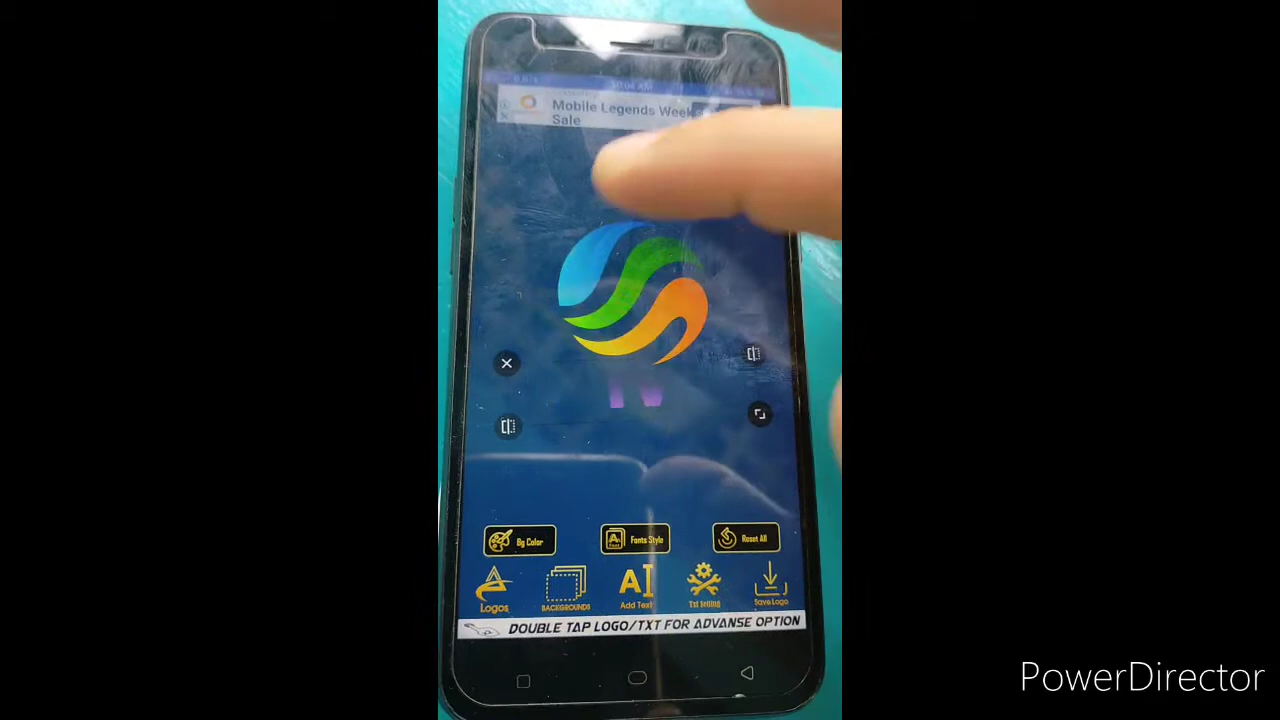 Mobile Legends Week
Sale
Bg Color
Fonts Style
Reset All
Logos
BACKGROUNDS
Add Text
Txt Setting
Save Logo
DOUBLE TAP LOGO/TXT FOR ADVANSE OPTION
PowerDirector